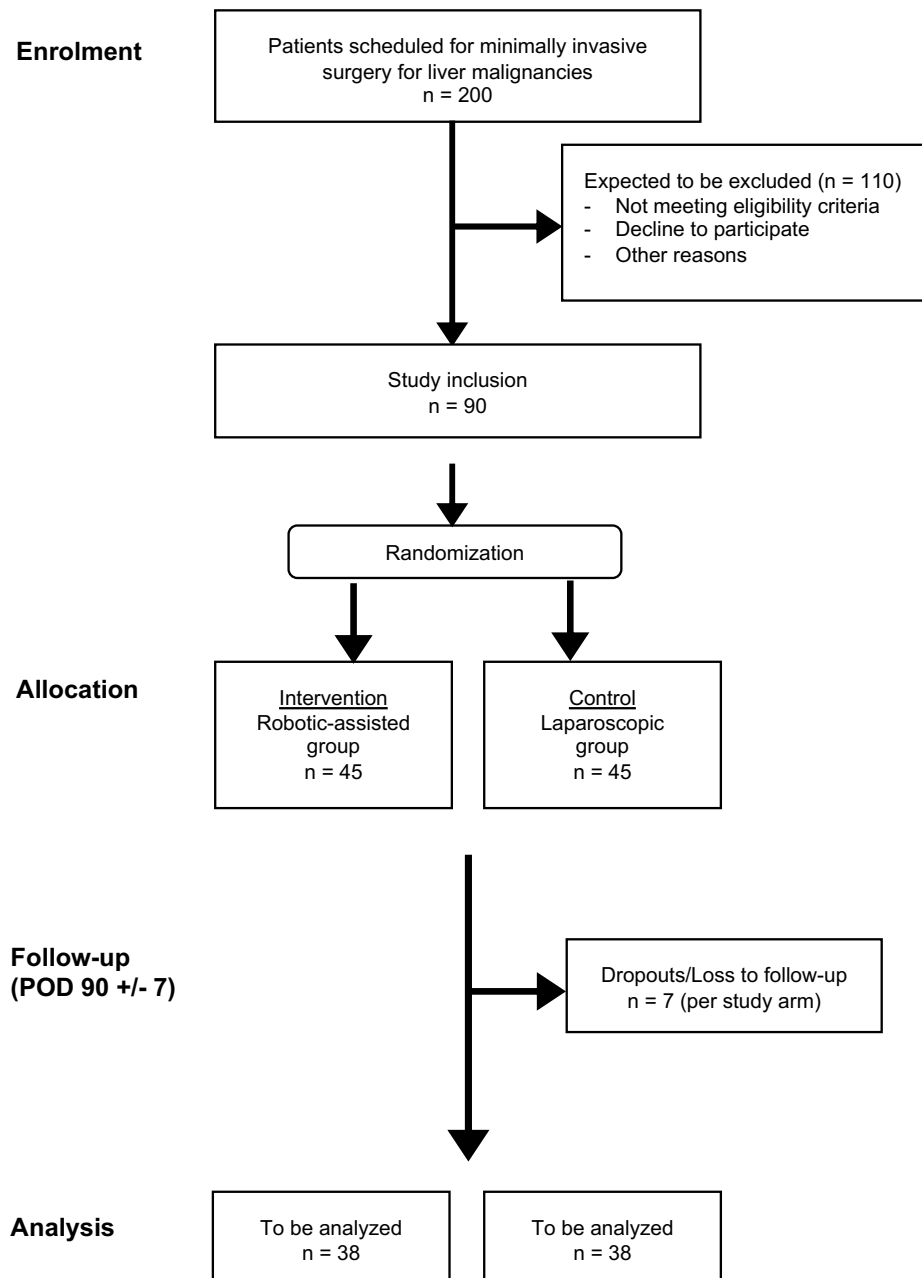 Enrolment
Patients scheduled for minimally invasive
surgery for liver malignancies
n = 200
Expected to be excluded (n = 110)
- Not meeting eligibility criteria
- Decline to participate
- Other reasons
Study inclusion
n = 90
Randomization
Allocation
Intervention
Robotic-assisted
group
n = 45
Control
Laparoscopic
group
n = 45
Follow-up
(POD 90 +/- 7)
Dropouts/Loss to follow-up
n = 7 (per study arm)
Analysis
To be analyzed
n = 38
To be analyzed
n = 38